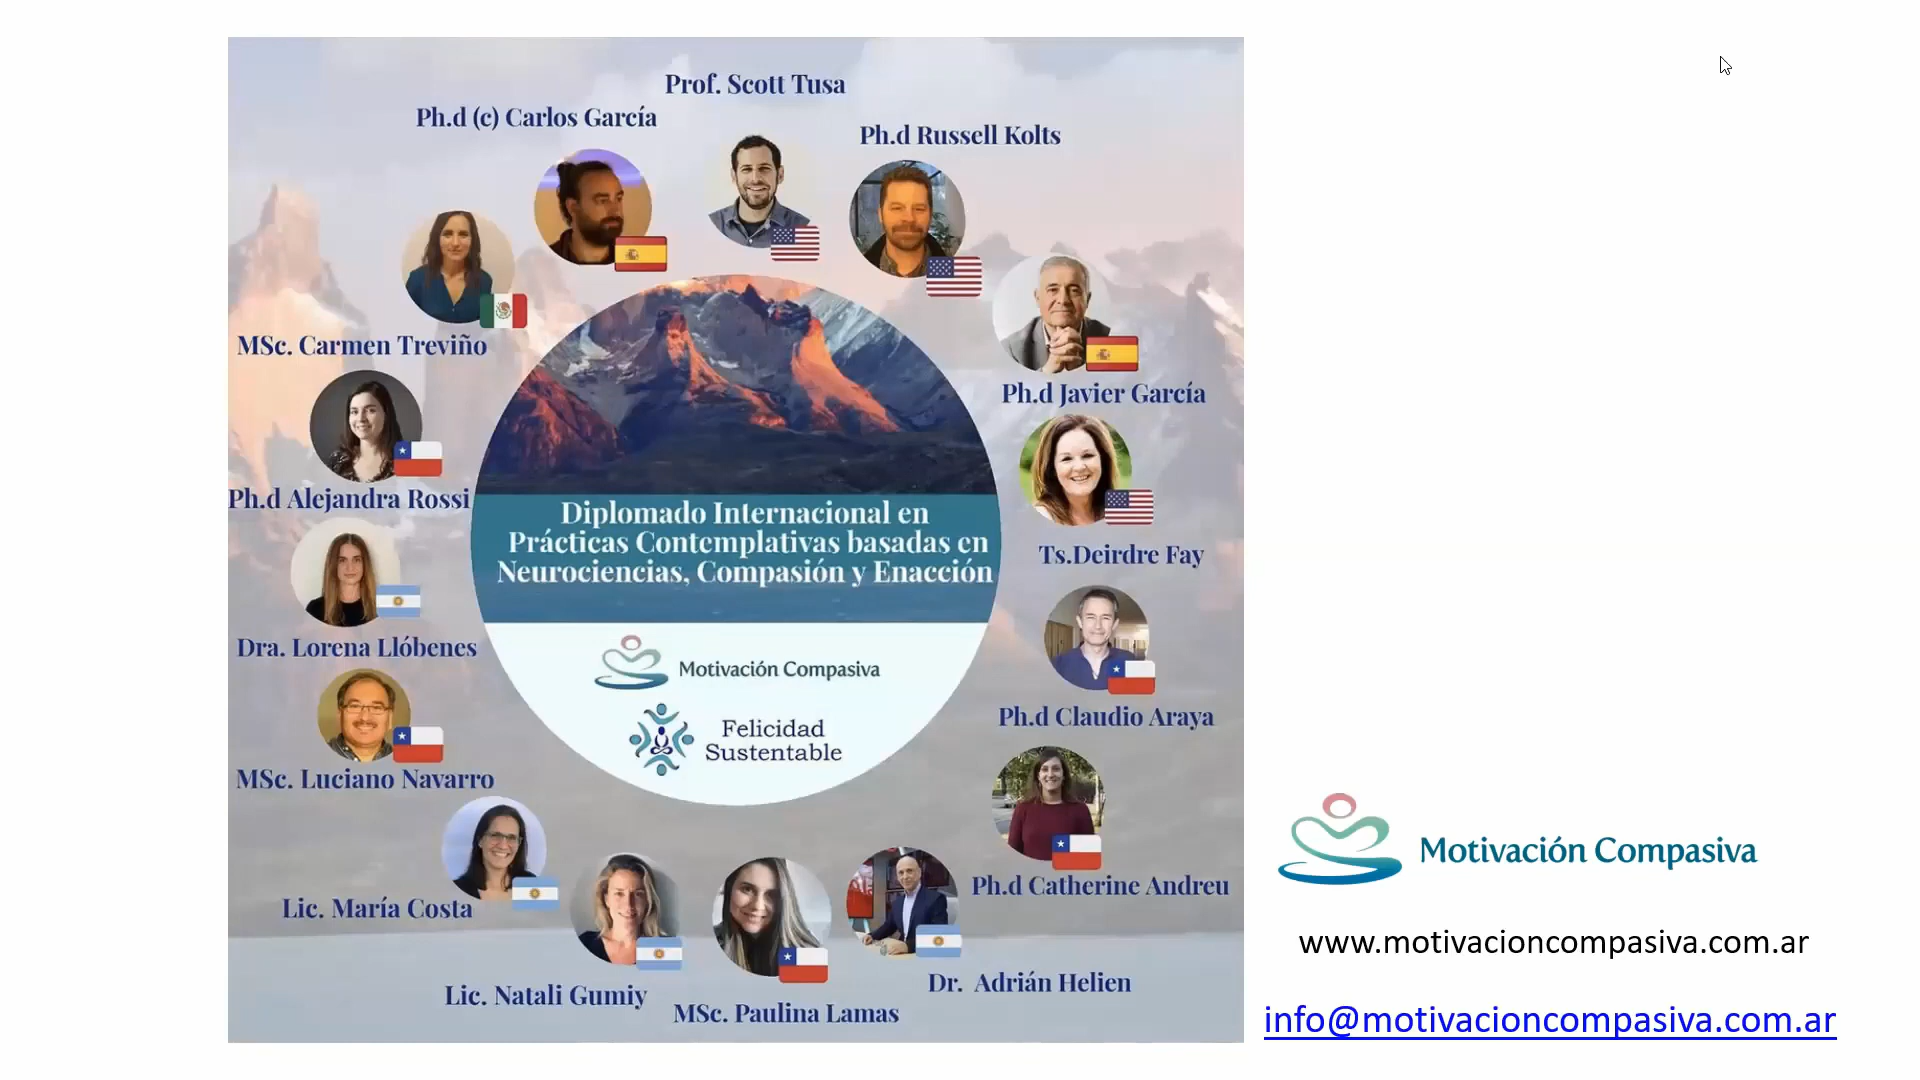 Prof. Scott Tusa
Ph.d (c) Carlos García
Ph.d Russell Kolts
MSc. Carmen Treviño
Ph.d Javier García
Ph.d Alejandra Rossi
Ts.Deirdre Fay
Diplomado Internacional en
Prácticas Contemplativas basadas en
Neurociencias, Compasión y Enacción
Dra. Lorena Llóbenes
Motivación Compasiva
Felicidad
Sustentable
Ph.d Claudio Araya
MSc. Luciano Navarro
Ph.d Catherine Andreu
Lic. María Costa
Dr. Adrián Helien
Lic. Natali Gumiy
MSc. Paulina Lamas
Motivación Compasiva
www.motivacioncompasiva.com.ar
info@motivacioncompasiva.com.ar